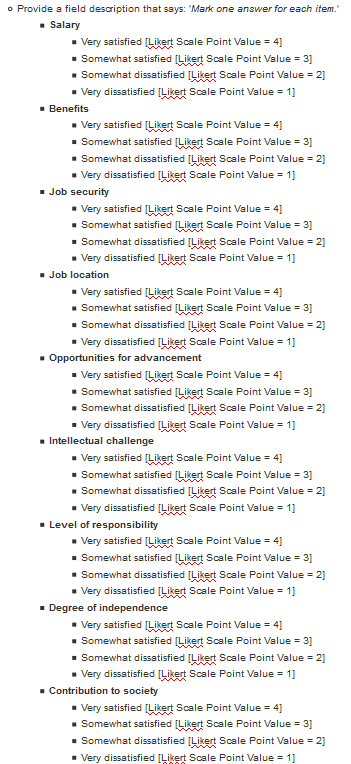 Provide a field description that says: 'Mark one answer for each item.'
Salary
Very satisfied [Likert Scale Point Value = 4]
Somewhat satisfied [Likert Scale Point Value = 3]
Somewhat dissatisfied [Likert Scale Point Value = 2]
Very dissatisfied [Likert Scale Point Value = 1]
Benefits
Very satisfied [Likert Scale Point Value = 4]
Somewhat satisfied [Likert Scale Point Value = 3]
Somewhat dissatisfied [Likert Scale Point Value = 2]
Very dissatisfied [Likert Scale Point Value = 1]
Job security
Very satisfied [Likert Scale Point Value = 4]
Somewhat satisfied [Likert Scale Point Value = 3]
Somewhat dissatisfied [Likert Scale Point Value = 2]
Very dissatisfied [Likert Scale Point Value = 1]
Job location
Very satisfied [Likert Scale Point Value = 4]
Somewhat satisfied [Likert Scale Point Value = 3]
Somewhat dissatisfied [Likert Scale Point Value = 2]
Very dissatisfied [Likert Scale Point Value = 1]
Opportunities for advancement
Very satisfied [Likert Scale Point Value = 4]
Somewhat satisfied [Likert Scale Point Value = 3]
Somewhat dissatisfied [Likert Scale Point Value = 2]
Very dissatisfied [Likert Scale Point Value = 1]
Intellectual challenge
Very satisfied [Likert Scale Point Value = 4]
Somewhat satisfied [Likert Scale Point Value = 3]
Somewhat dissatisfied [Likert Scale Point Value = 2]
Very dissatisfied [Likert Scale Point Value = 1]
Level of responsibility
Very satisfied [Likert Scale Point Value = 4]
Somewhat satisfied [Likert Scale Point Value = 3]
Somewhat dissatisfied [Likert Scale Point Value = 2]
Very dissatisfied [Likert Scale Point Value = 1]
Degree of independence
Very satisfied [Likert Scale Point Value = 4]
Somewhat satisfied [Likert Scale Point Value = 3]
Somewhat dissatisfied [Likert Scale Point Value = 2]
Very dissatisfied [Likert Scale Point Value = 1]
Contribution to society
Very satisfied [Likert Scale Point Value = 4]
Somewhat satisfied [Likert Scale Point Value = 3]
Somewhat dissatisfied [Likert Scale Point Value = 2]
Very dissatisfied [Likert Scale Point Value = 1]